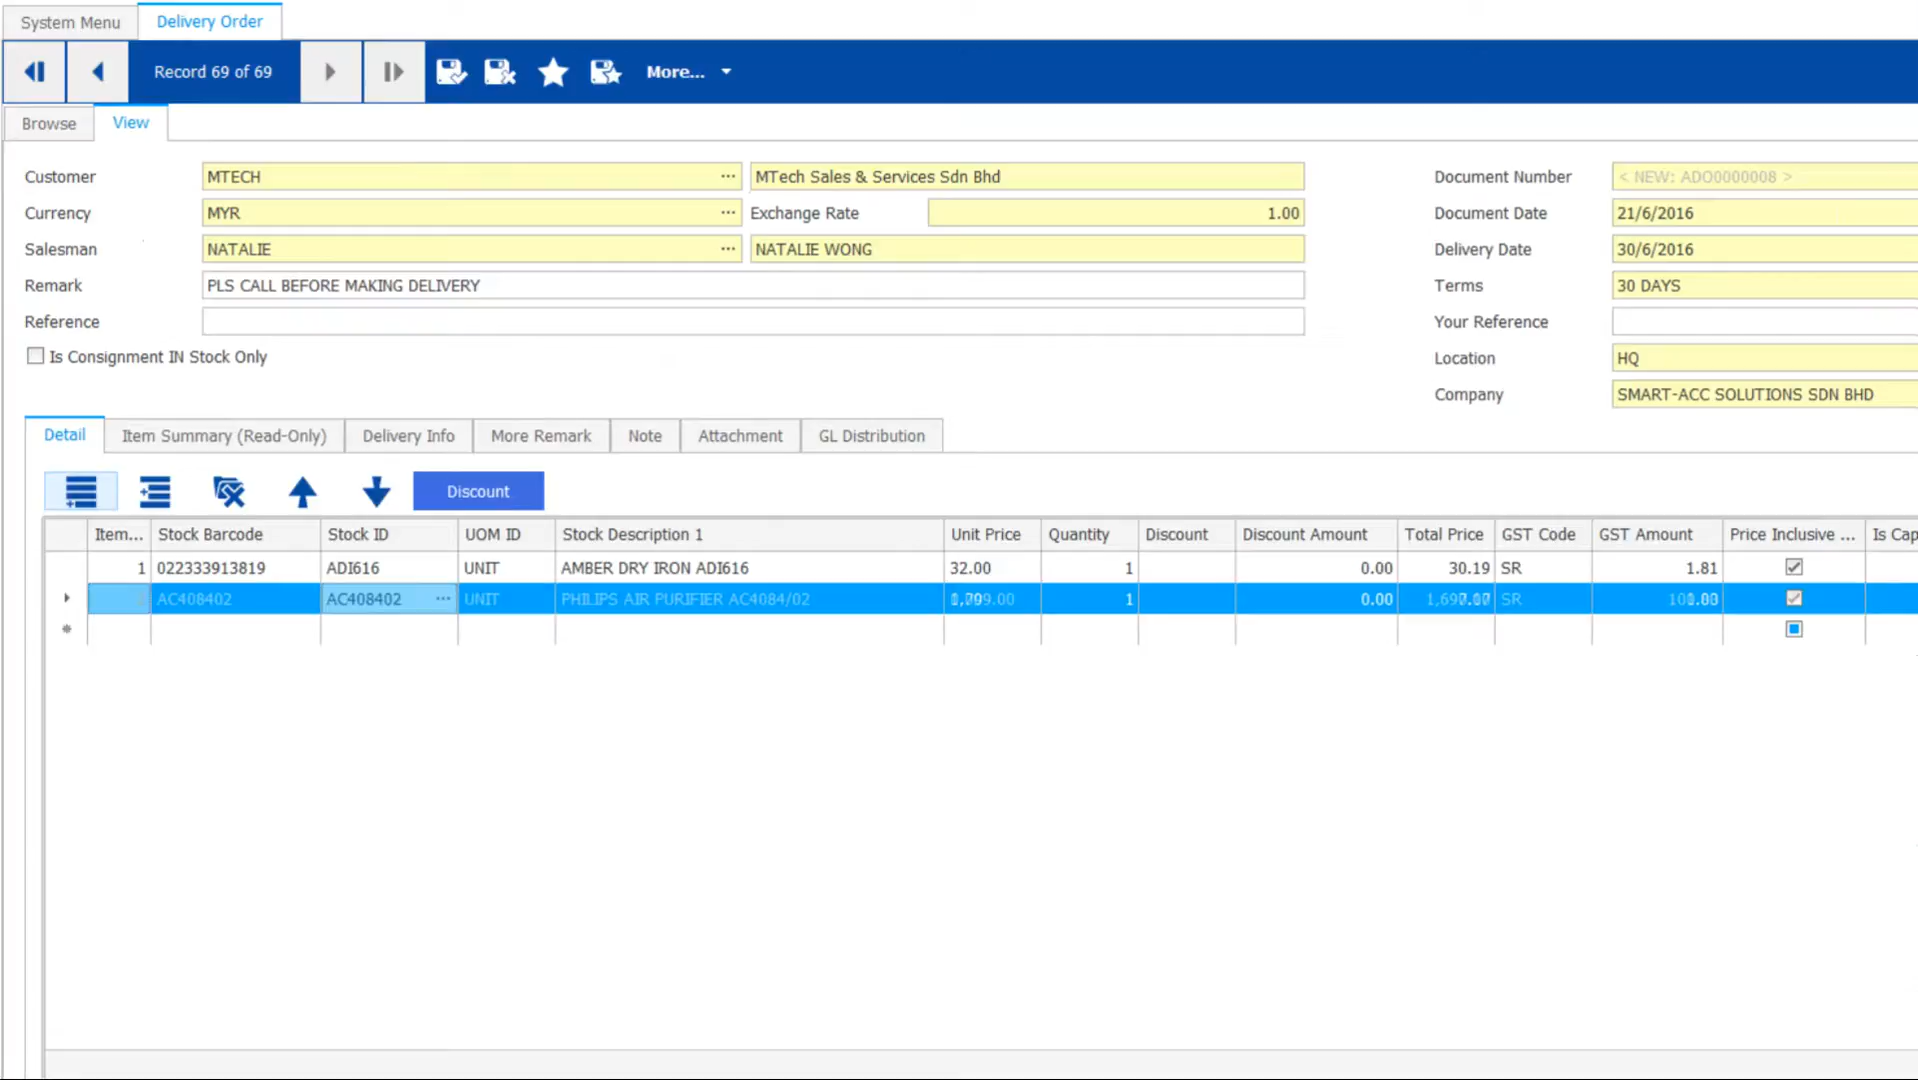 System Menu Delivery Order
Record 69 of 69 More...
Browse View
Customer MTECH ... MTech Sales & Services Sdn Bhd Document Number < NEW: ADO0000008 >
Currency MYR ... Exchange Rate 1.00 Document Date 21/6/2016
Salesman NATALIE ... NATALIE WONG Delivery Date 30/6/2016
Remark PLS CALL BEFORE MAKING DELIVERY Terms 30 DAYS
Reference Your Reference
Is Consignment IN Stock Only Location HQ
Company SMART-ACC SOLUTIONS SDN BHD
Detail Item Summary (Read-Only) Delivery Info More Remark Note Attachment GL Distribution
Discount
Item... Stock Barcode Stock ID UOM ID Stock Description 1 Unit Price Quantity Discount Discount Amount Total Price GST Code GST Amount Price Inclusive ... Is Cap
1 022333913819 ADI616 UNIT AMBER DRY IRON ADI616 32.00 1 0.00 30.19 SR 1.81
AC408402 AC408402 ... UNIT PHILIPS AIR PURIFIER AC4084/02 1 0.00 SR